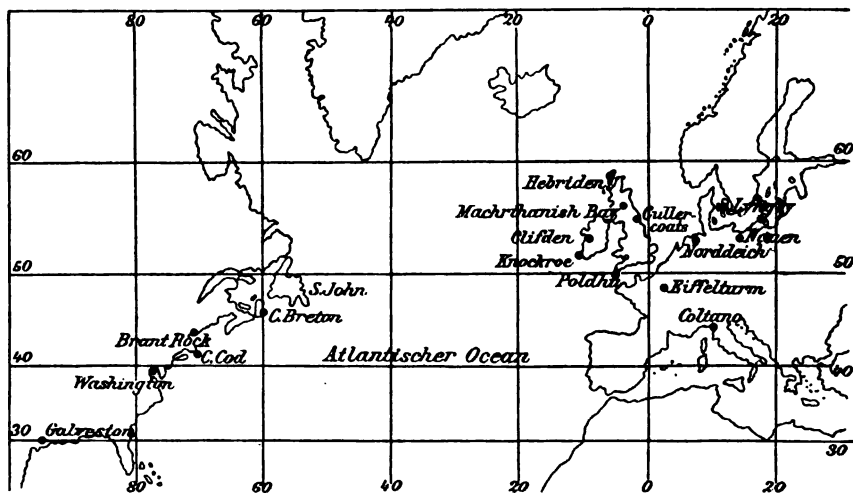 80 60 40 20 0 20
60 60
Hebriden
Machrihanish Bay
Culler-
coats
Lyngby
Clifden
Nauen
Knockroe
Norddeich
50 50
Poldhu
S.John.
Eiffelturm
C.Breton
Coltano
Brant Rock
C.Cod
Atlantischer Ocean
40 40
Washington
30 Galveston 30
80 60 40 20 0 20